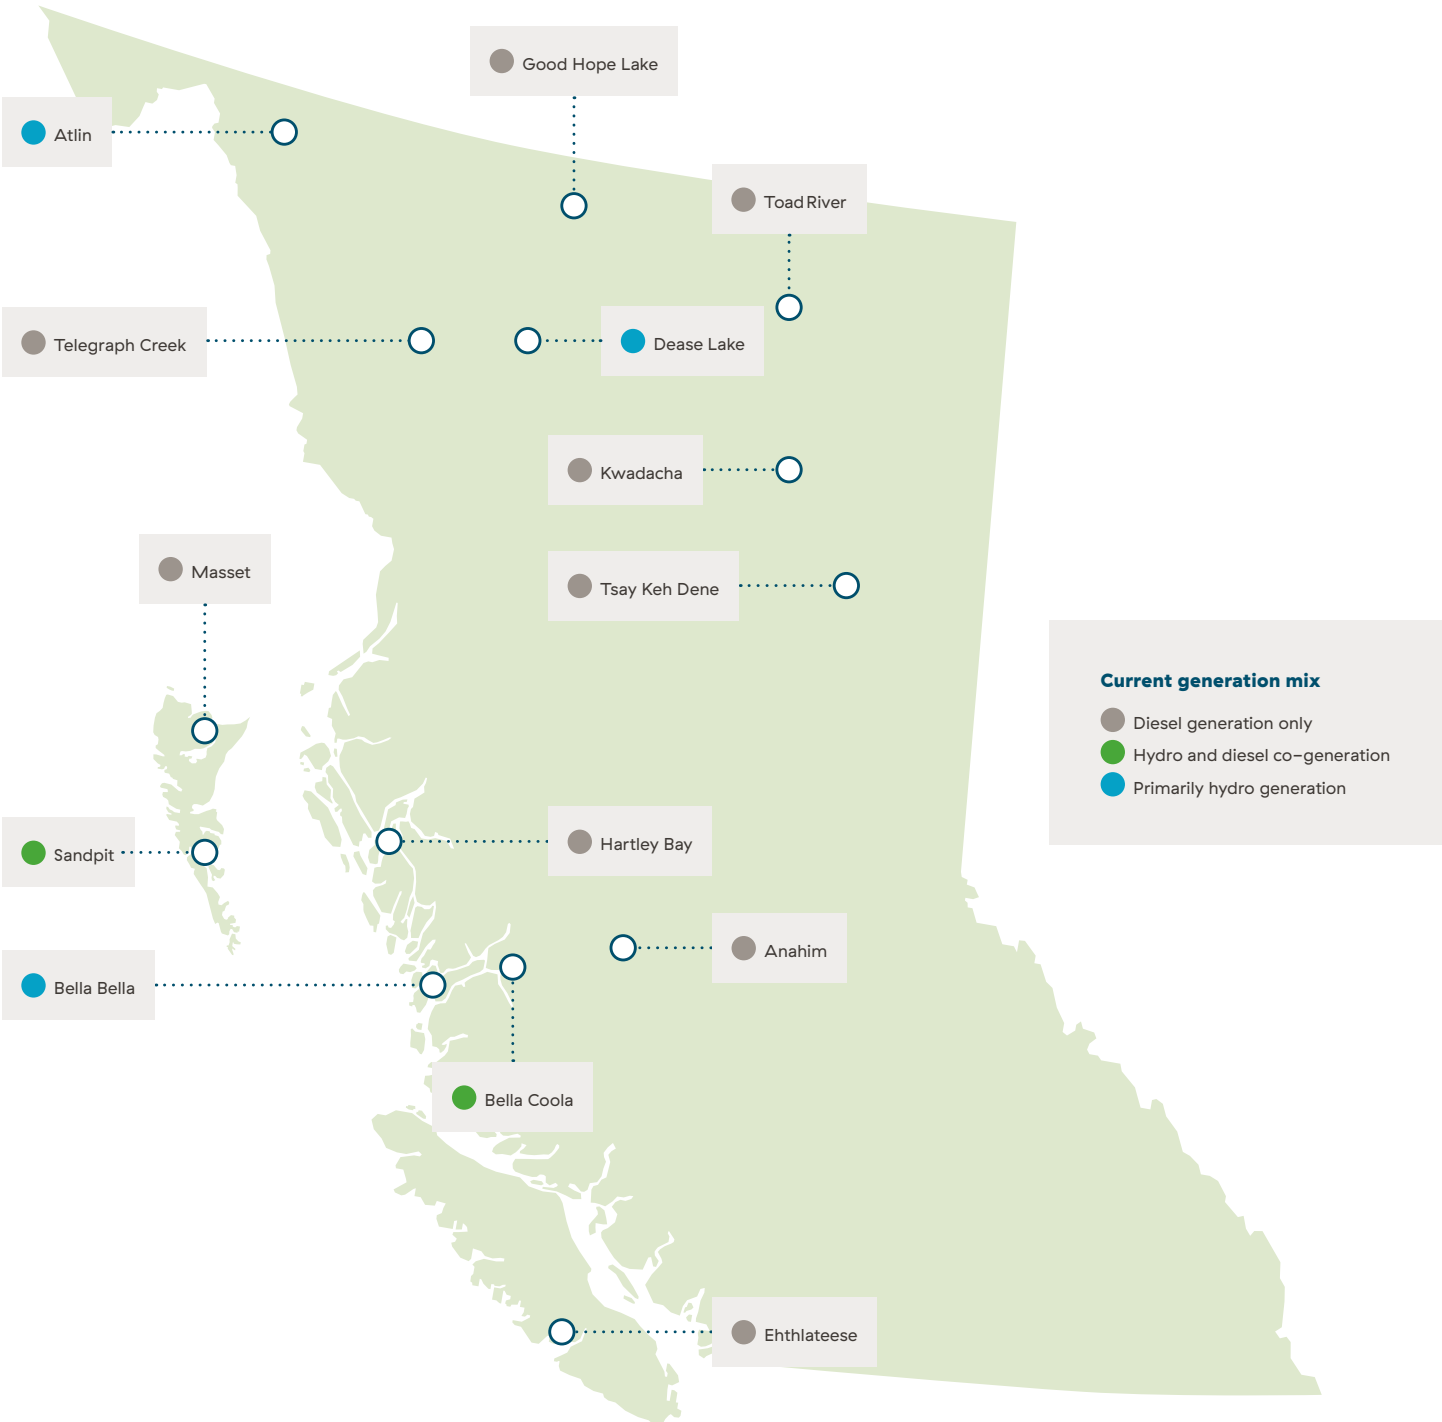 Good Hope Lake
Atlin
Toad River
Telegraph Creek
Dease Lake
Kwadacha
Masset
Tsay Keh Dene
Current generation mix
Diesel generation only
Hydro and diesel co-generation
Primarily hydro generation
Hartley Bay
Sandpit
Anahim
Bella Bella
Bella Coola
Ehthlateese